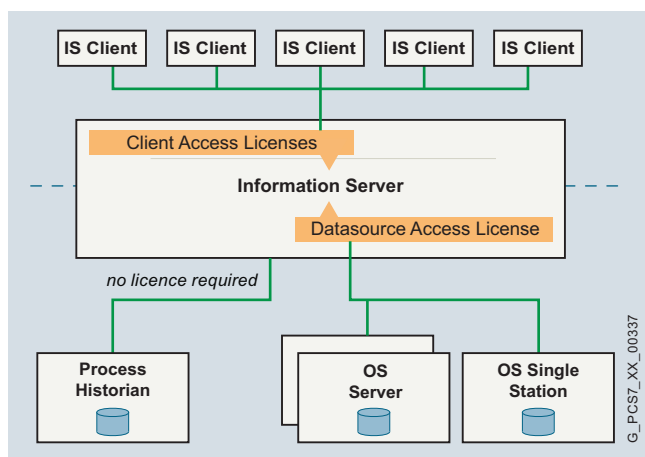 IS Client IS Client IS Client IS Client IS Client
Client Access Licenses
Information Server
Datasource Access License
no licence required
Process
Historian
OS
Server
OS Single
Station
G_PCS7_XX_00337